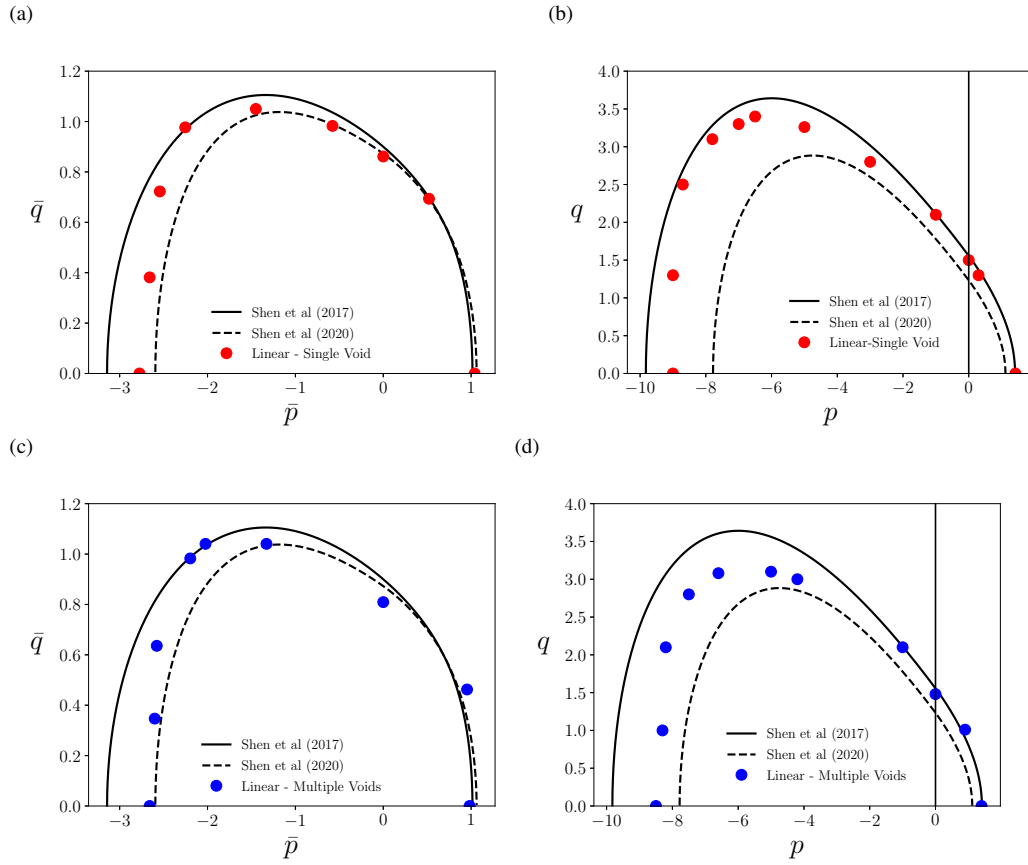 (a)
1.2
1.0
0.8
0.6
0.4
0.2
0.0
q̄
−3
−2
−1
0
1
p̄
Shen et al (2017)
Shen et al (2020)
Linear - Single Void
(b)
4.0
3.5
3.0
2.5
2.0
1.5
1.0
0.5
0.0
q
−10
−8
−6
−4
−2
0
p
Shen et al (2017)
Shen et al (2020)
Linear-Single Void
(c)
1.2
1.0
0.8
0.6
0.4
0.2
0.0
q̄
−3
−2
−1
0
1
p̄
Shen et al (2017)
Shen et al (2020)
Linear - Multiple Voids
(d)
4.0
3.5
3.0
2.5
2.0
1.5
1.0
0.5
0.0
q
−10
−8
−6
−4
−2
0
p
Shen et al (2017)
Shen et al (2020)
Linear - Multiple Voids